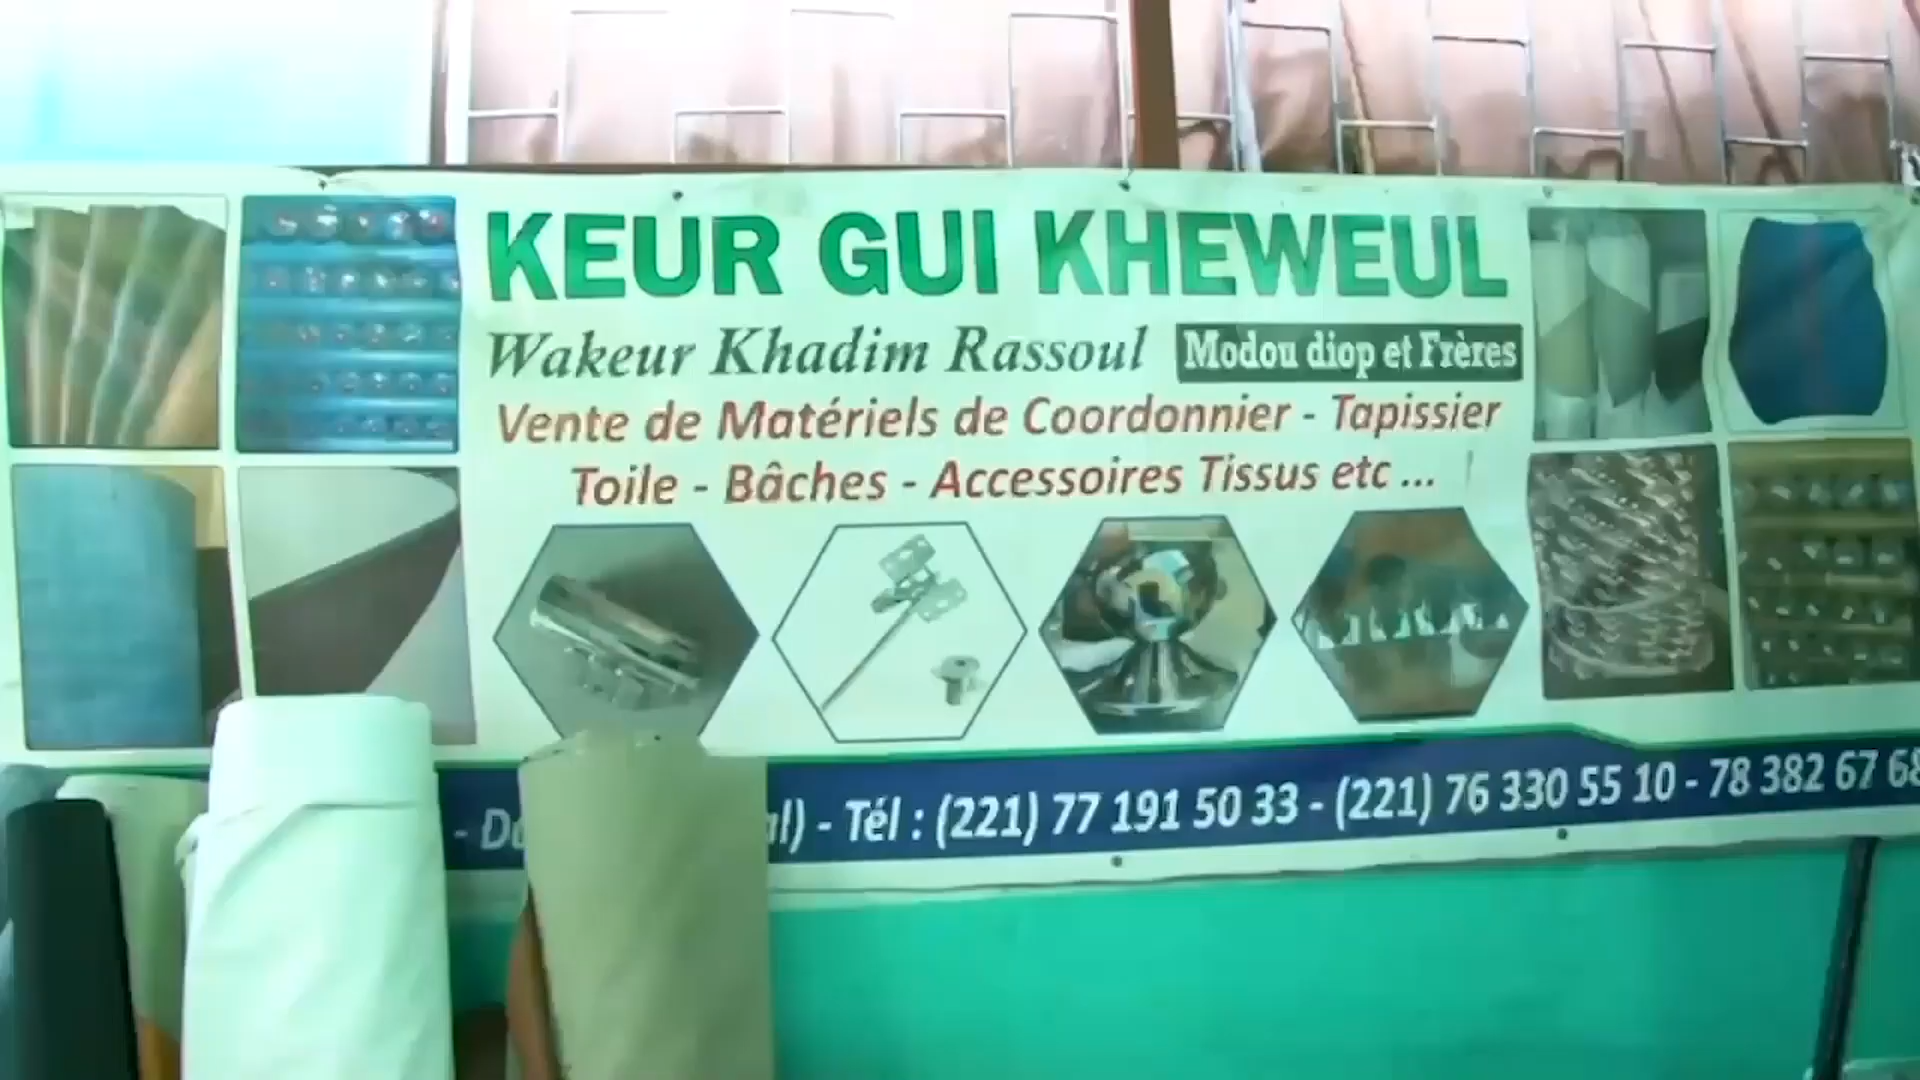 KEUR GUI KHEWEUL
Wakeur Khadim Rassoul Modou diop et Frères
Vente de Matériels de Coordonnier - Tapissier
Toile - Bâches - Accessoires Tissus etc ...
- Tél : (221) 77 191 50 33 - (221) 76 330 55 10 - 78 382 67 68